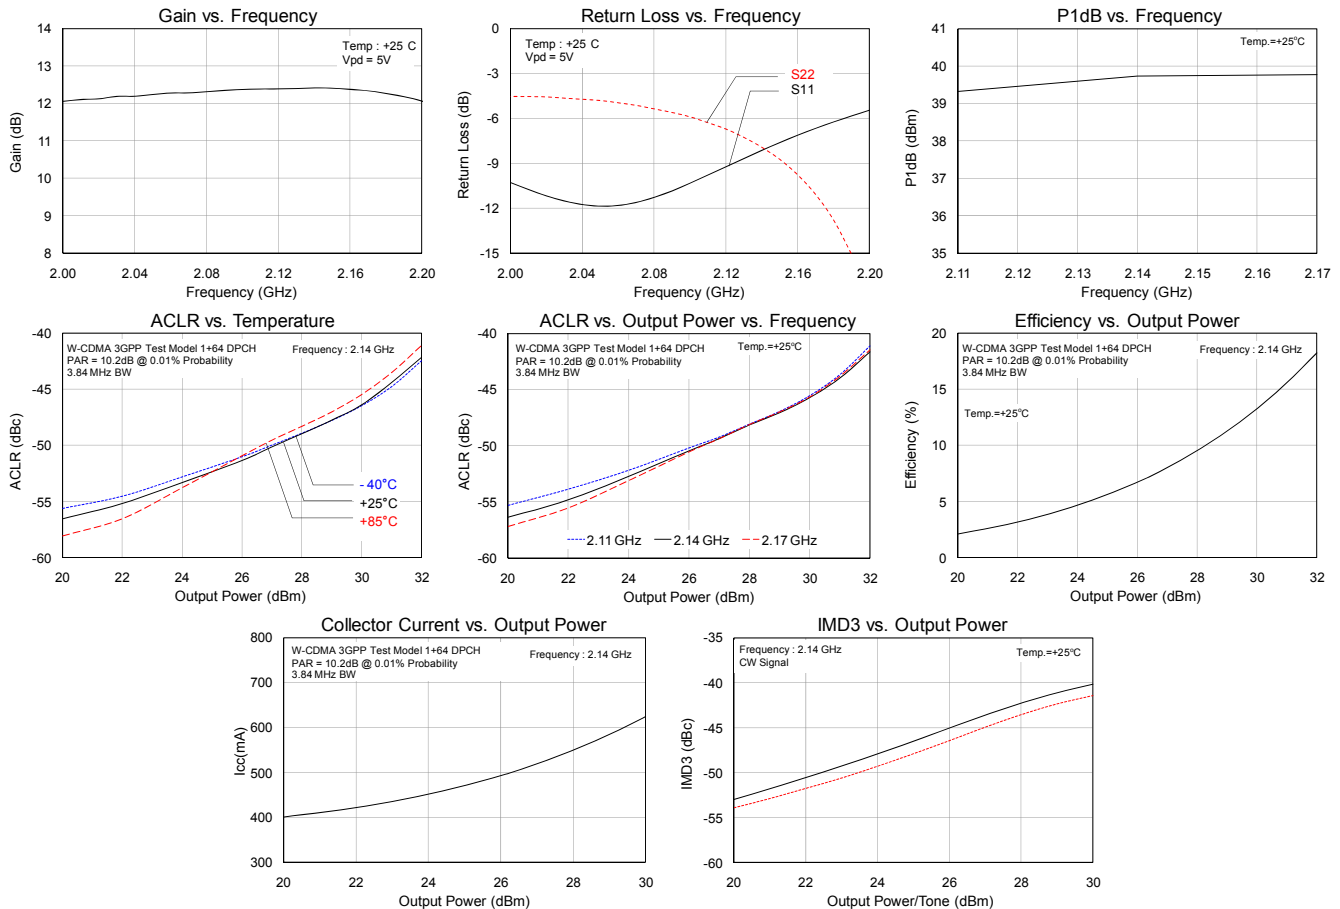 Gain vs. Frequency
14
13
12
11
10
9
8
Gain (dB)
Temp : +25 C
Vpd = 5V
2.00 2.04 2.08 2.12 2.16 2.20
Frequency (GHz)
Return Loss vs. Frequency
0
-3
-6
-9
-12
-15
Return Loss (dB)
Temp : +25 C
Vpd = 5V
S22
S11
2.00 2.04 2.08 2.12 2.16 2.20
Frequency (GHz)
P1dB vs. Frequency
41
40
39
38
37
36
35
P1dB (dBm)
Temp.=+25°C
2.11 2.12 2.13 2.14 2.15 2.16 2.17
Frequency (GHz)
ACLR vs. Temperature
-40
-45
-50
-55
-60
ACLR (dBc)
W-CDMA 3GPP Test Model 1+64 DPCH
PAR = 10.2dB @ 0.01% Probability
3.84 MHz BW
Frequency : 2.14 GHz
- 40°C
+25°C
+85°C
20 22 24 26 28 30 32
Output Power (dBm)
ACLR vs. Output Power vs. Frequency
-40
-45
-50
-55
-60
ACLR (dBc)
W-CDMA 3GPP Test Model 1+64 DPCH
PAR = 10.2dB @ 0.01% Probability
3.84 MHz BW
Temp.=+25°C
2.11 GHz 2.14 GHz 2.17 GHz
20 22 24 26 28 30 32
Output Power (dBm)
Efficiency vs. Output Power
20
15
10
5
0
Efficiency (%)
W-CDMA 3GPP Test Model 1+64 DPCH
PAR = 10.2dB @ 0.01% Probability
3.84 MHz BW
Frequency : 2.14 GHz
Temp.=+25°C
20 22 24 26 28 30 32
Output Power (dBm)
Collector Current vs. Output Power
800
700
600
500
400
300
Icc(mA)
W-CDMA 3GPP Test Model 1+64 DPCH
PAR = 10.2dB @ 0.01% Probability
3.84 MHz BW
Frequency : 2.14 GHz
20 22 24 26 28 30
Output Power (dBm)
IMD3 vs. Output Power
-35
-40
-45
-50
-55
-60
IMD3 (dBc)
Frequency : 2.14 GHz
CW Signal
Temp.=+25°C
20 22 24 26 28 30
Output Power/Tone (dBm)